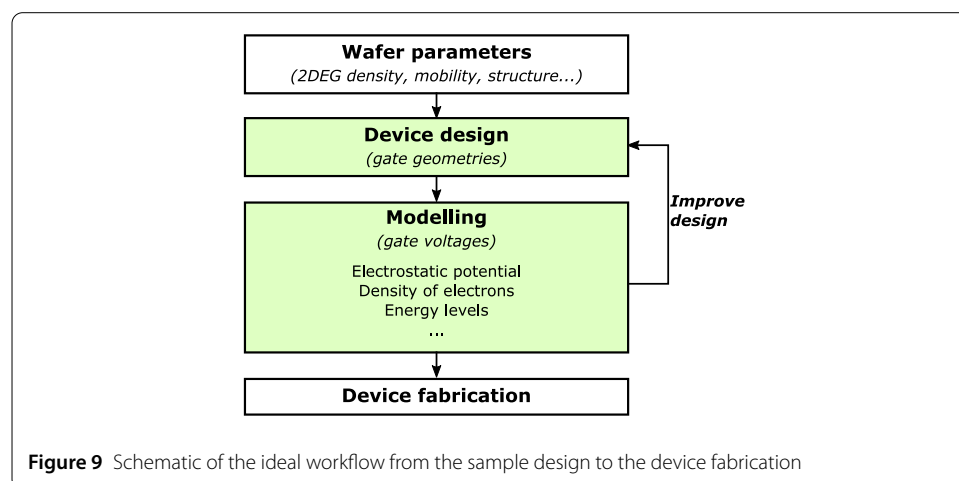 Wafer parameters
(2DEG density, mobility, structure...)
Device design
(gate geometries)
Improve
design
Modelling
(gate voltages)
Electrostatic potential
Density of electrons
Energy levels
...
Device fabrication
Figure 9 Schematic of the ideal workflow from the sample design to the device fabrication